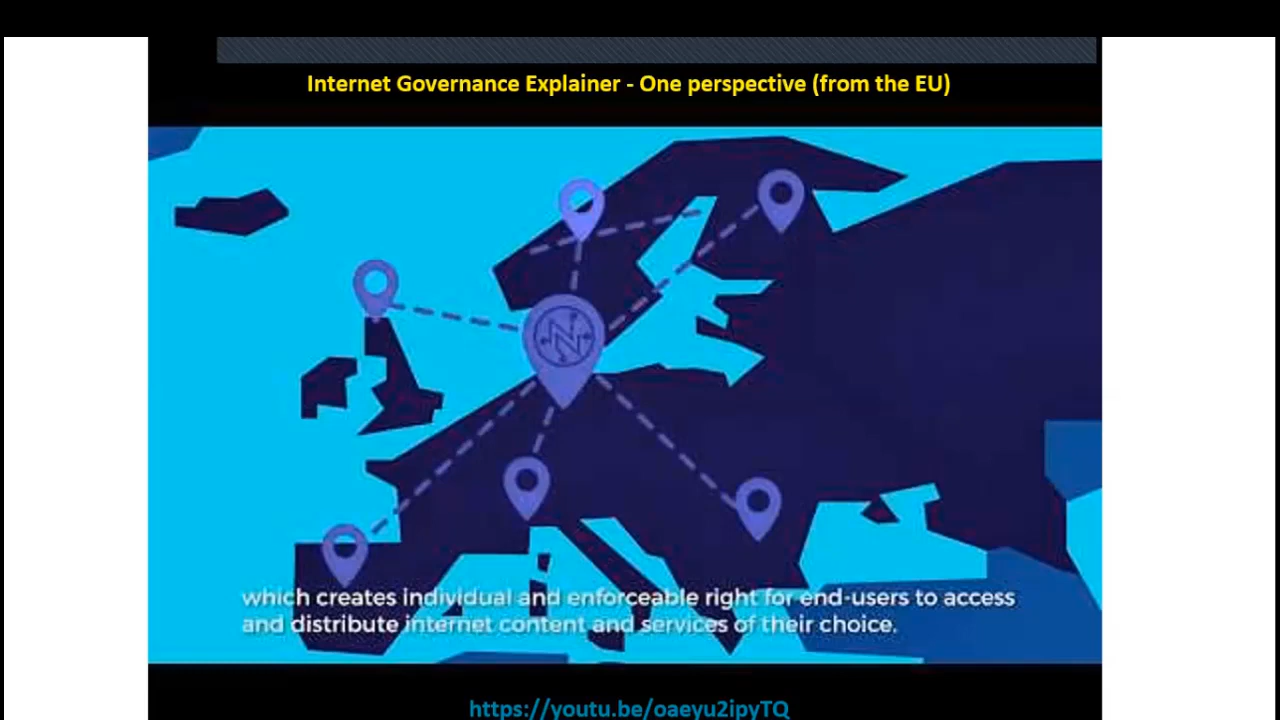 Internet Governance Explainer - One perspective (from the EU)
N
which creates individual and enforceable right for end-users to access
and distribute internet content and services of their choice.
https://youtu.be/oaeyu2ipyTQ